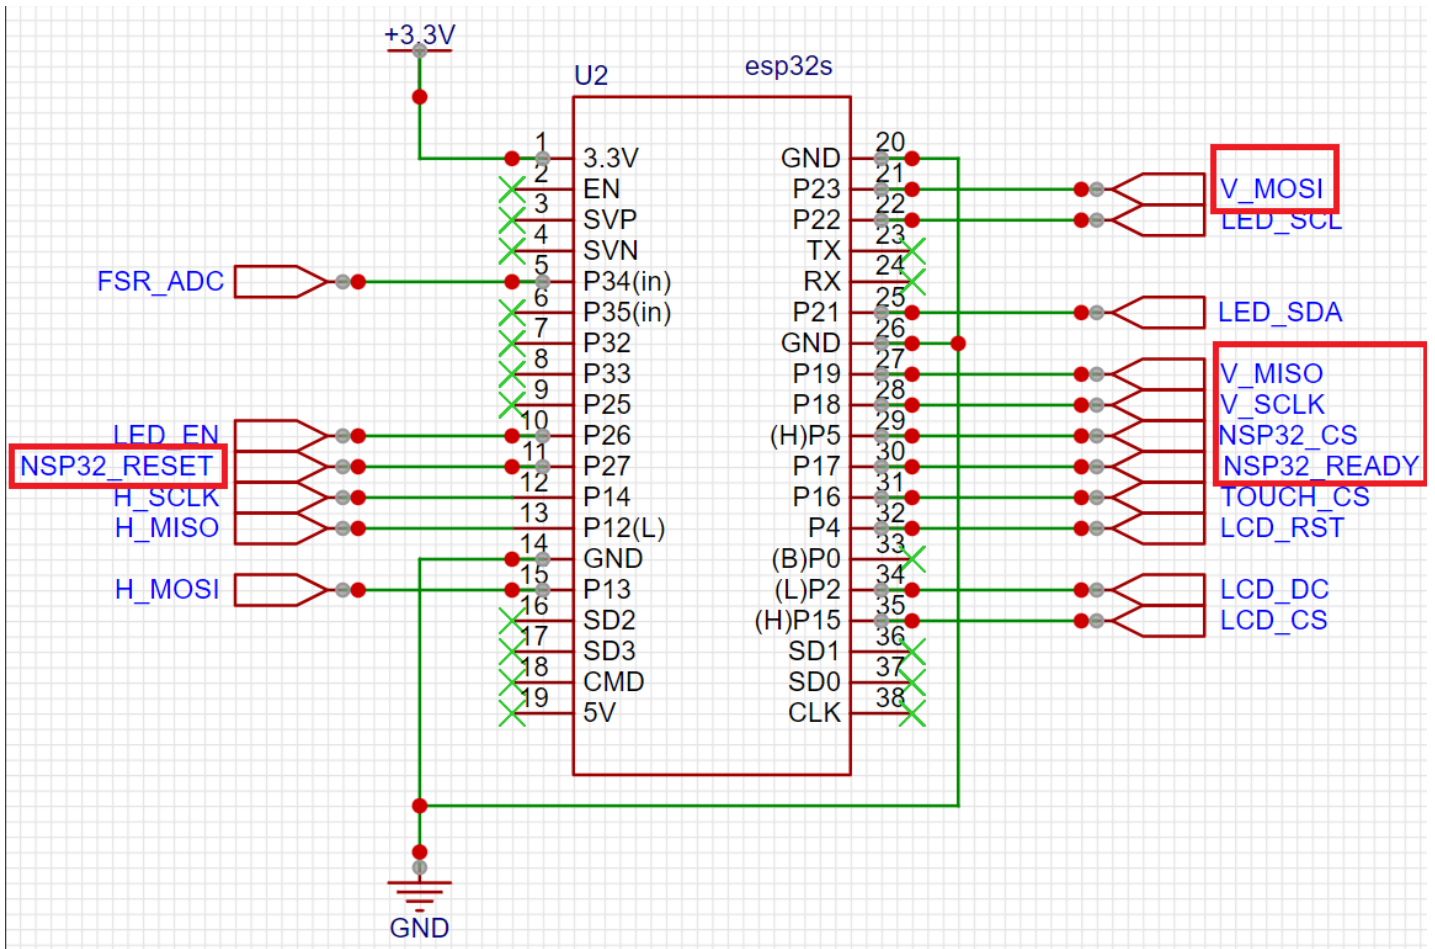 +3.3V
U2
esp32s
1
3.3V
2
EN
3
SVP
4
SVN
FSR_ADC
5
P34(in)
6
P35(in)
7
P32
8
P33
9
P25
LED_EN
10
P26
NSP32_RESET
11
P27
H_SCLK
12
P14
H_MISO
13
P12(L)
14
GND
H_MOSI
15
P13
16
SD2
17
SD3
18
CMD
19
5V
20
GND
21
P23
V_MOSI
22
P22
LED_SCL
23
TX
24
RX
25
P21
LED_SDA
26
GND
27
P19
V_MISO
28
P18
V_SCLK
29
(H)P5
NSP32_CS
30
P17
NSP32_READY
31
P16
TOUCH_CS
32
P4
LCD_RST
33
(B)P0
34
(L)P2
LCD_DC
35
(H)P15
LCD_CS
36
SD1
37
SD0
38
CLK
GND